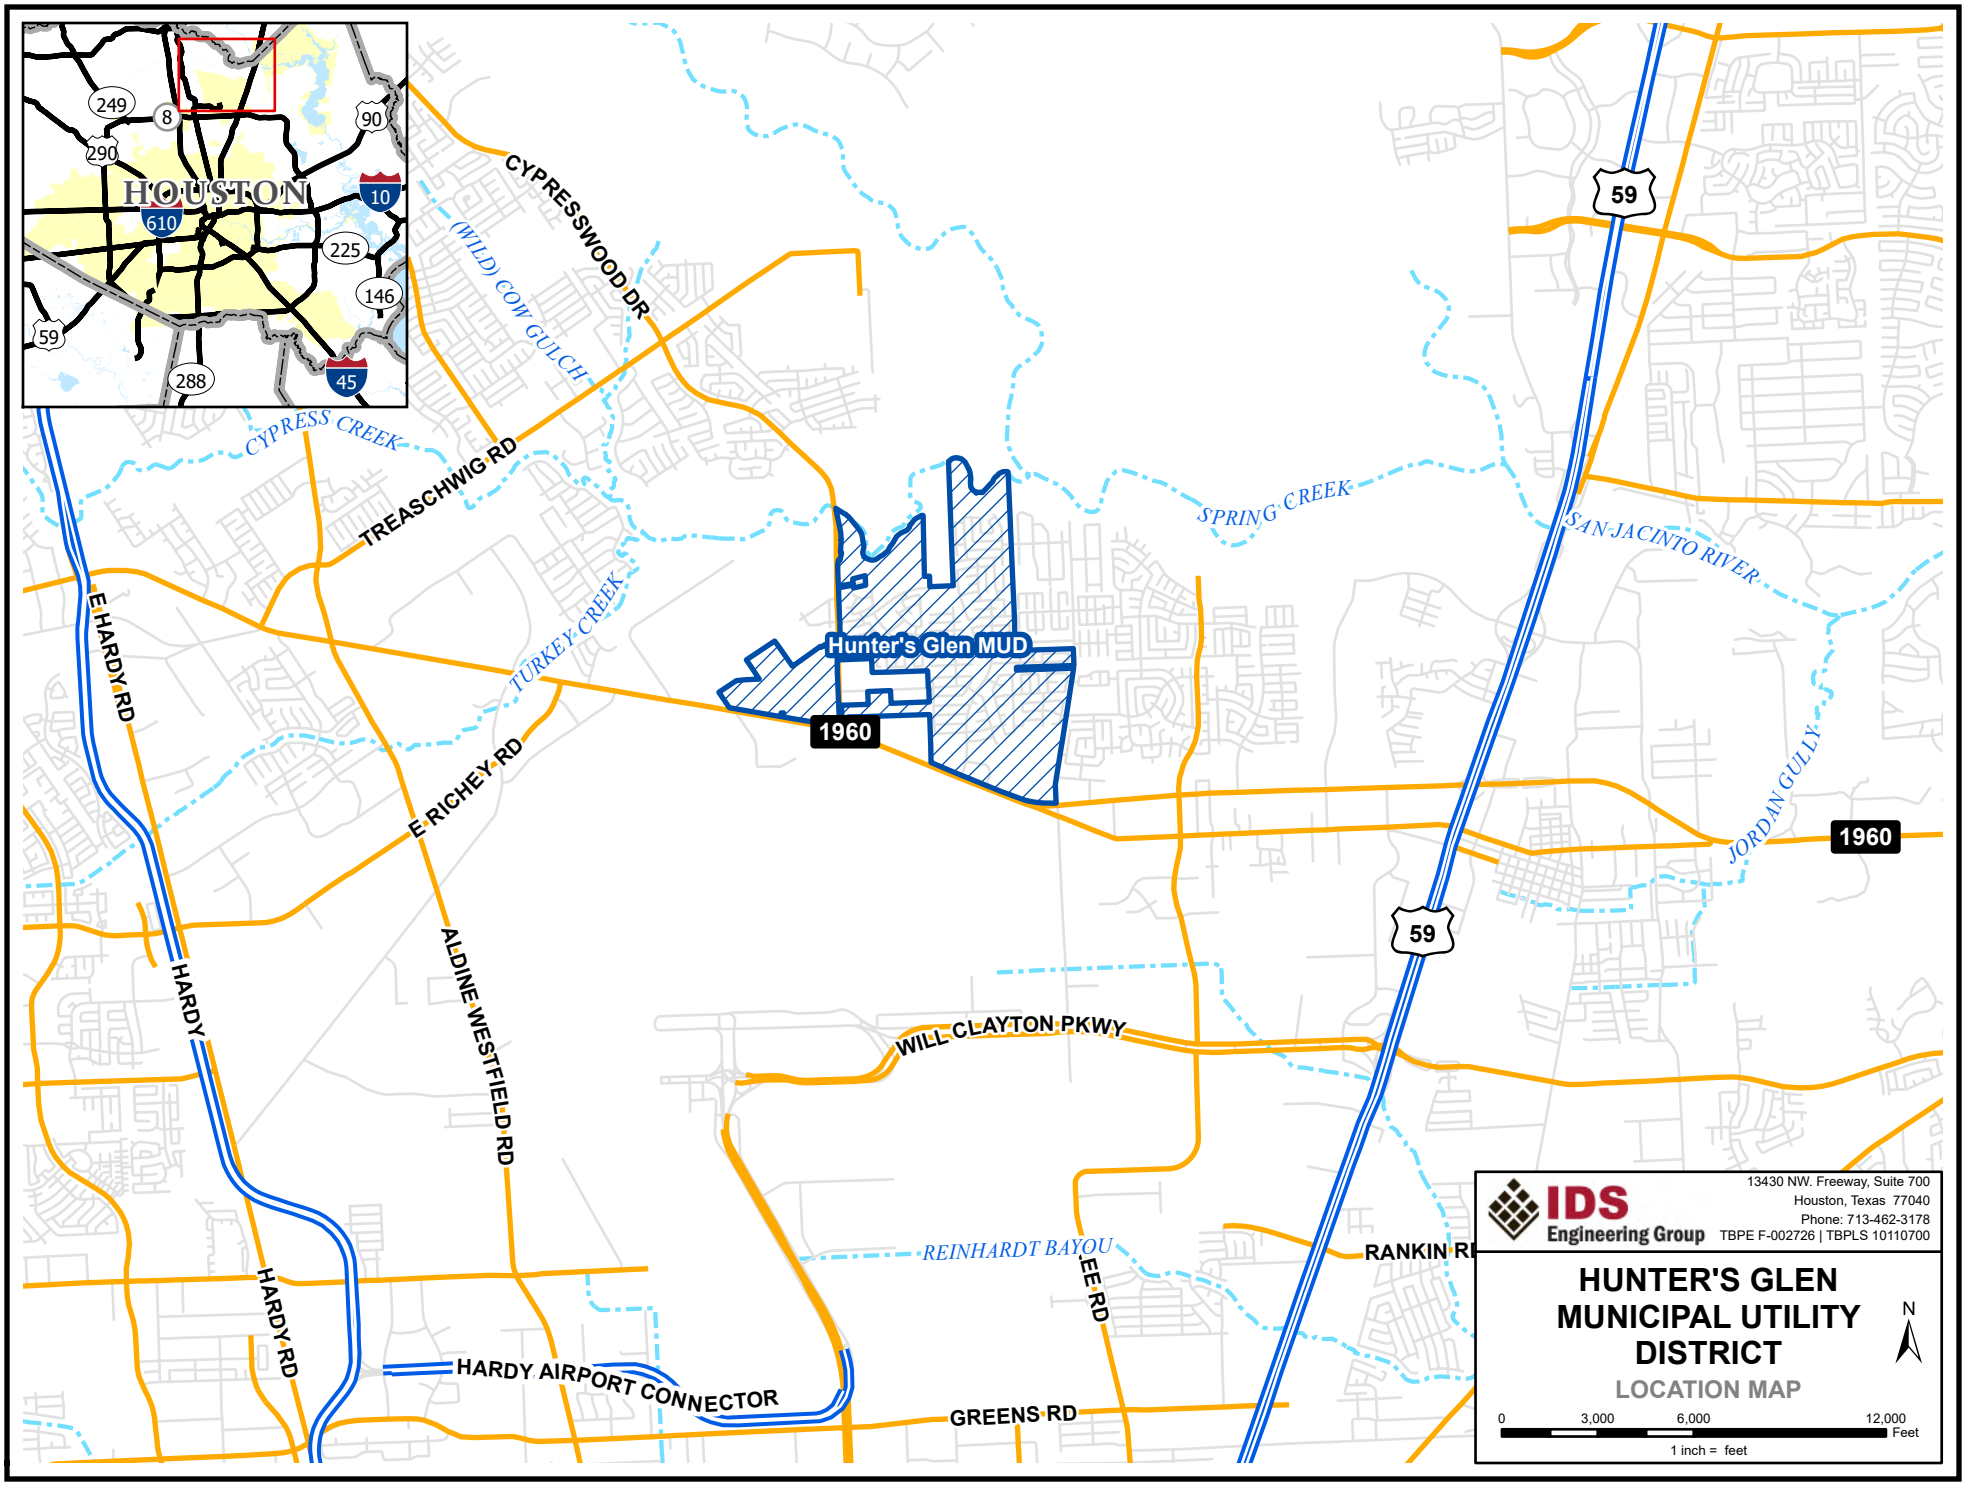 249
8
90
290
HOUSTON
10
610
225
146
59
288
45
CYPRESSWOOD DR
(WILD) COW GULCH
59
CYPRESS CREEK
TREASCHWIG RD
SPRING CREEK
SAN JACINTO RIVER
E HARDY RD
TURKEY CREEK
Hunter's Glen MUD
1960
E RICHEY RD
JORDAN GULLY
1960
59
HARDY
ALDINE WESTFIELD RD
WILL CLAYTON PKWY
REINHARDT BAYOU
EE RD
RANKIN R
HARDY RD
HARDY AIRPORT CONNECTOR
GREENS RD
IDS
Engineering Group
13430 NW. Freeway, Suite 700
Houston, Texas 77040
Phone: 713-462-3178
TBPE F-002726 | TBPLS 10110700
HUNTER'S GLEN
MUNICIPAL UTILITY
DISTRICT
LOCATION MAP
N
0 3,000 6,000 12,000
Feet
1 inch = feet